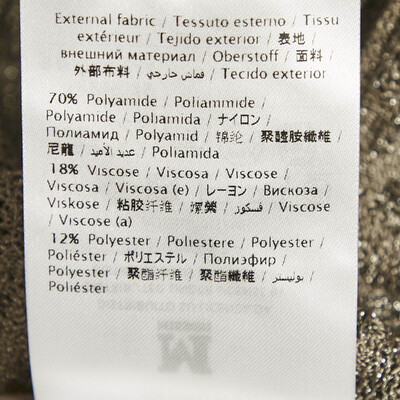 External fabric / Tessuto esterno / Tissu
extérieur / Tejido exterior / 表地 /
внешний материал / Oberstoff / 面料 /
外部布料 / قماش خارجي / Tecido exterior
70% Polyamide / Poliammide /
Polyamide / Poliamida / ナイロン /
Полиамид / Polyamid / 锦纶 / 聚醯胺纖維 /
尼龍 / عديد الأميد / Poliamida
18% Viscose / Viscosa / Viscose /
Viscosa / Viscosa (e) / レーヨン / Вискоза /
Viskose / 粘胶纤维 / 嫘縈 / فسكوز / Viscose
/ Viscose (a)
12% Polyester / Poliestere / Polyester /
Poliéster / ポリエステル / Полиэфир /
Polyester / 聚酯纤维 / 聚酯纖維 / بوليستر /
Poliéster